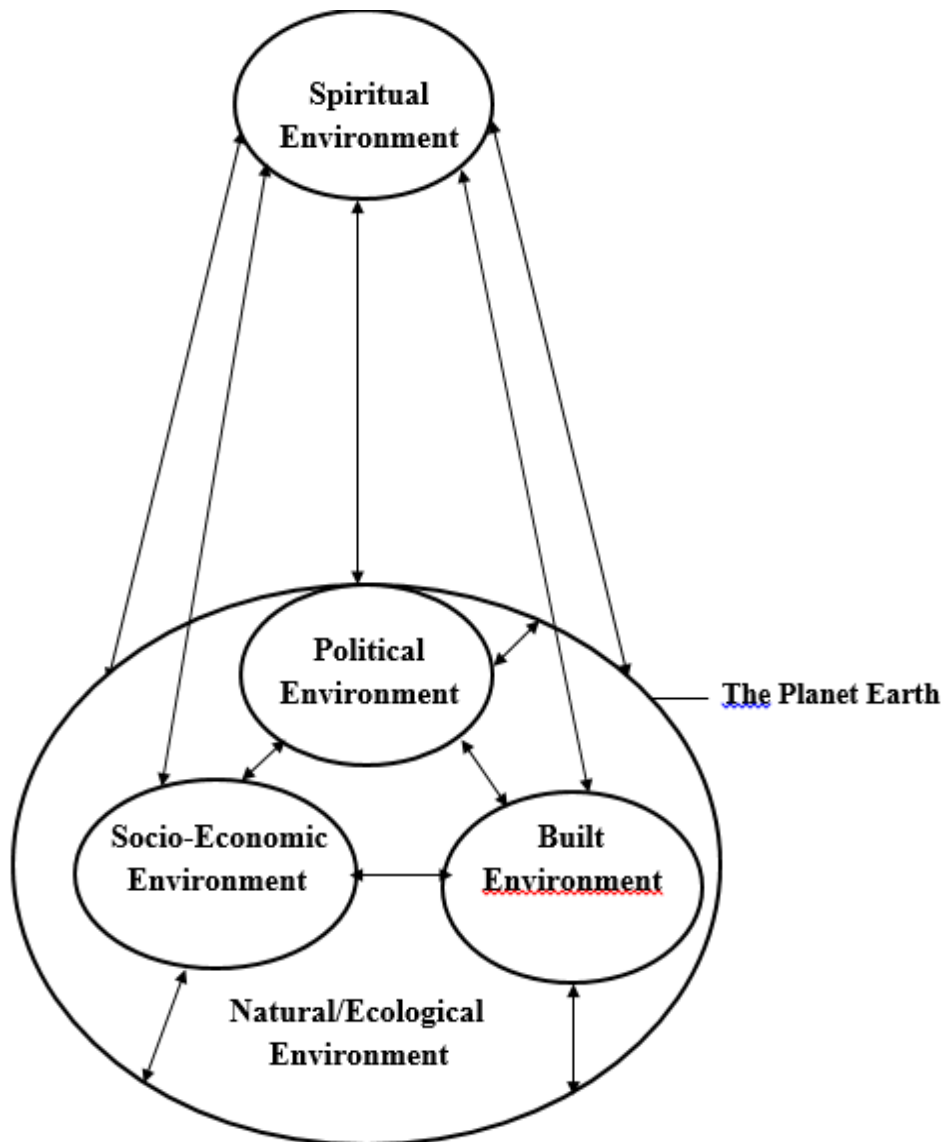 Spiritual
Environment
Political
Environment
The Planet Earth
Socio-Economic
Environment
Built
Environment
Natural/Ecological
Environment